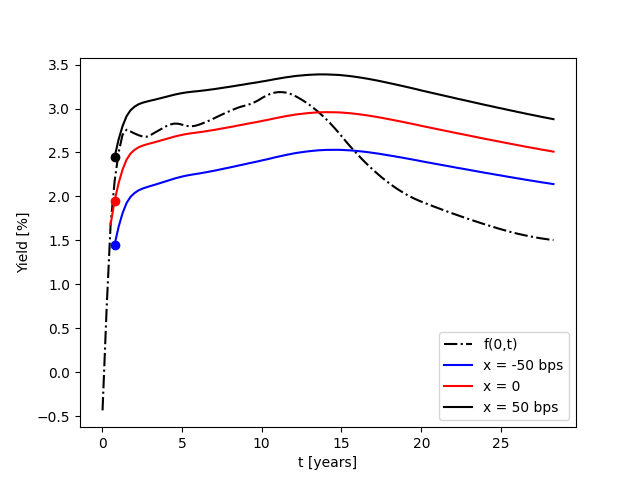 3.5
3.0
2.5
2.0
1.5
1.0
0.5
0.0
−0.5
Yield [%]
0
5
10
15
20
25
t [years]
f(0,t)
x = -50 bps
x = 0
x = 50 bps